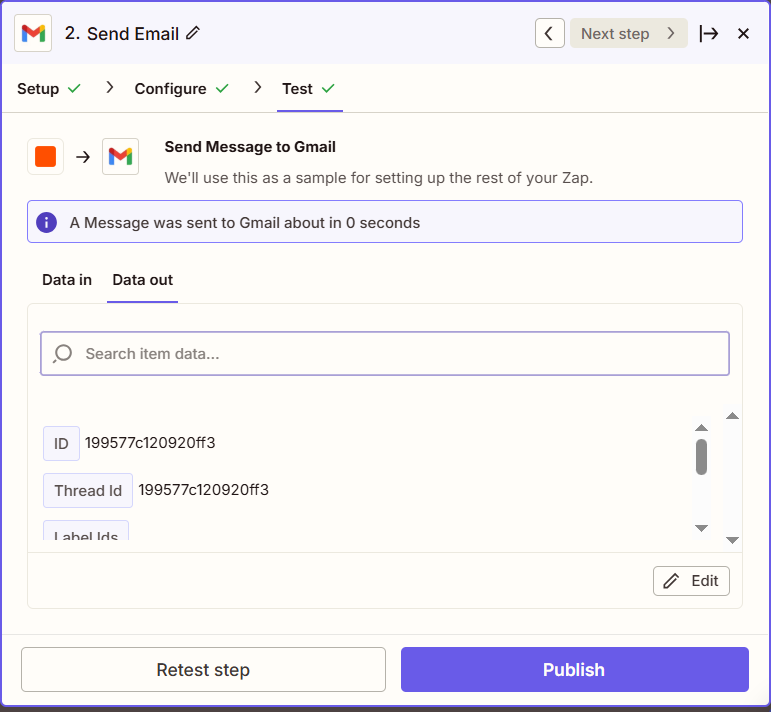 2. Send Email
Next step
Setup
Configure
Test
Send Message to Gmail
We'll use this as a sample for setting up the rest of your Zap.
A Message was sent to Gmail about in 0 seconds
Data in
Data out
Search item data...
ID 199577c120920ff3
Thread Id 199577c120920ff3
Label Ids
Edit
Retest step
Publish